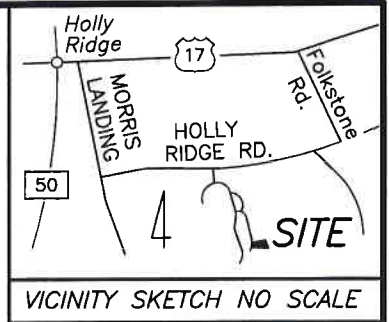 Holly
Ridge
17
MORRIS
LANDING
Folkstone
Rd.
HOLLY
RIDGE RD.
50
SITE
VICINITY SKETCH NO SCALE